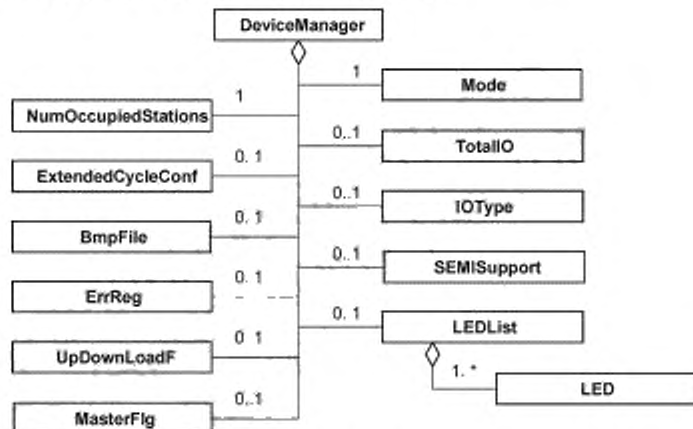 DeviceManager
1
Mode
1
NumOccupiedStations
0..1
TotalIO
0. 1
ExtendedCycleConf
0..1
IOType
0..1
BmpFile
0. 1
SEMISupport
0. 1
ErrReg
0. 1
LEDList
0. 1
UpDownLoadF
1. *
LED
0..1
MasterFlg